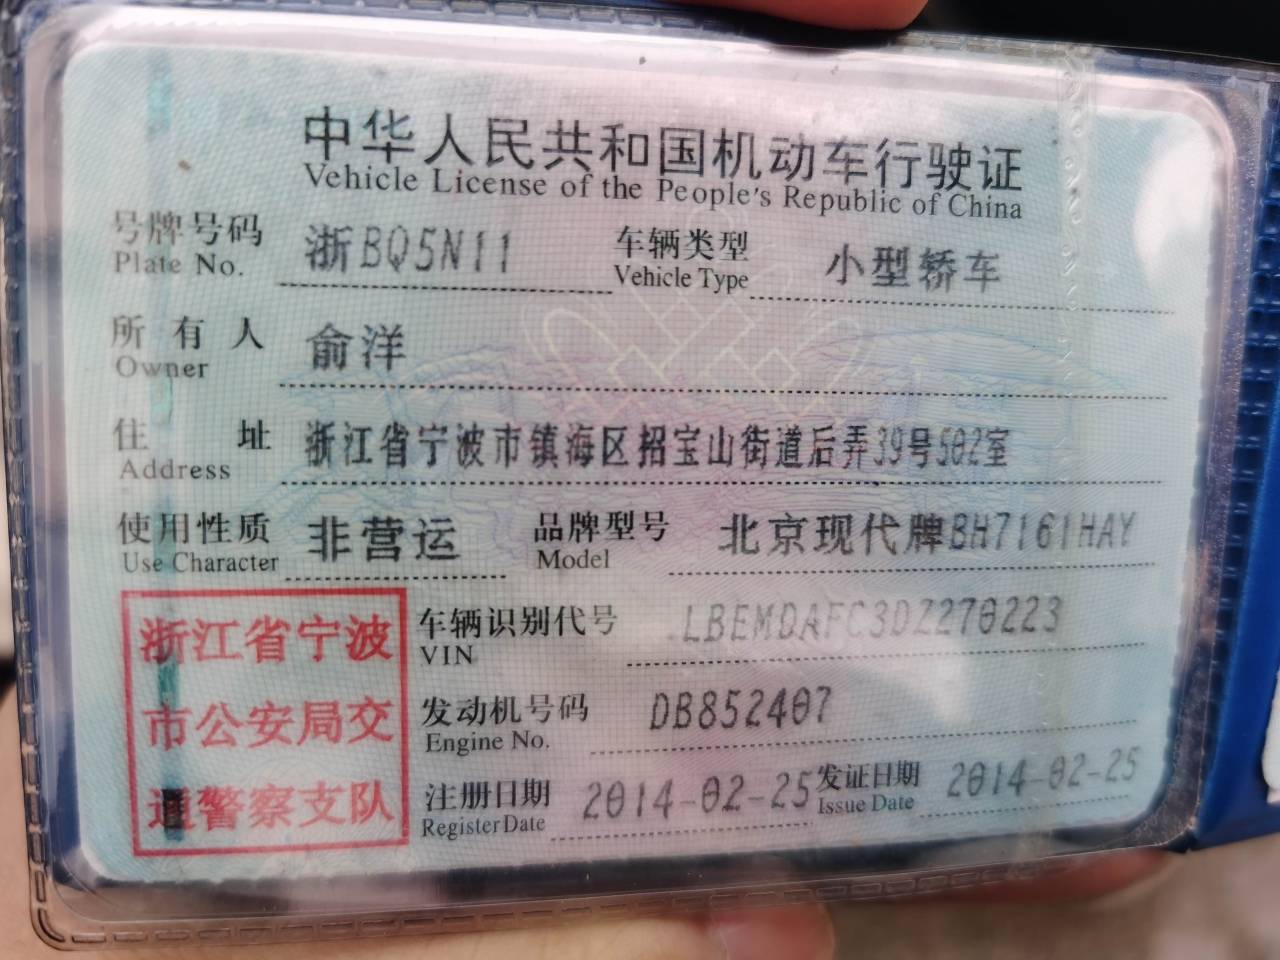 中华人民共和国机动车行驶证
Vehicle License of the People's Republic of China
号牌号码 浙BQ5N11 车辆类型 小型轿车
Plate No. Vehicle Type
所有人 俞洋
Owner
住址 浙江省宁波市镇海区招宝山街道后弄39号502室
Address
使用性质 非营运 品牌型号 北京现代牌BH7161HAY
Use Character Model
浙江省宁波
市公安局交
通警察支队
车辆识别代号 LBEMDAFC3DZ270223
VIN
发动机号码 DB852407
Engine No.
注册日期 2014-02-25 发证日期 2014-02-25
Register Date Issue Date